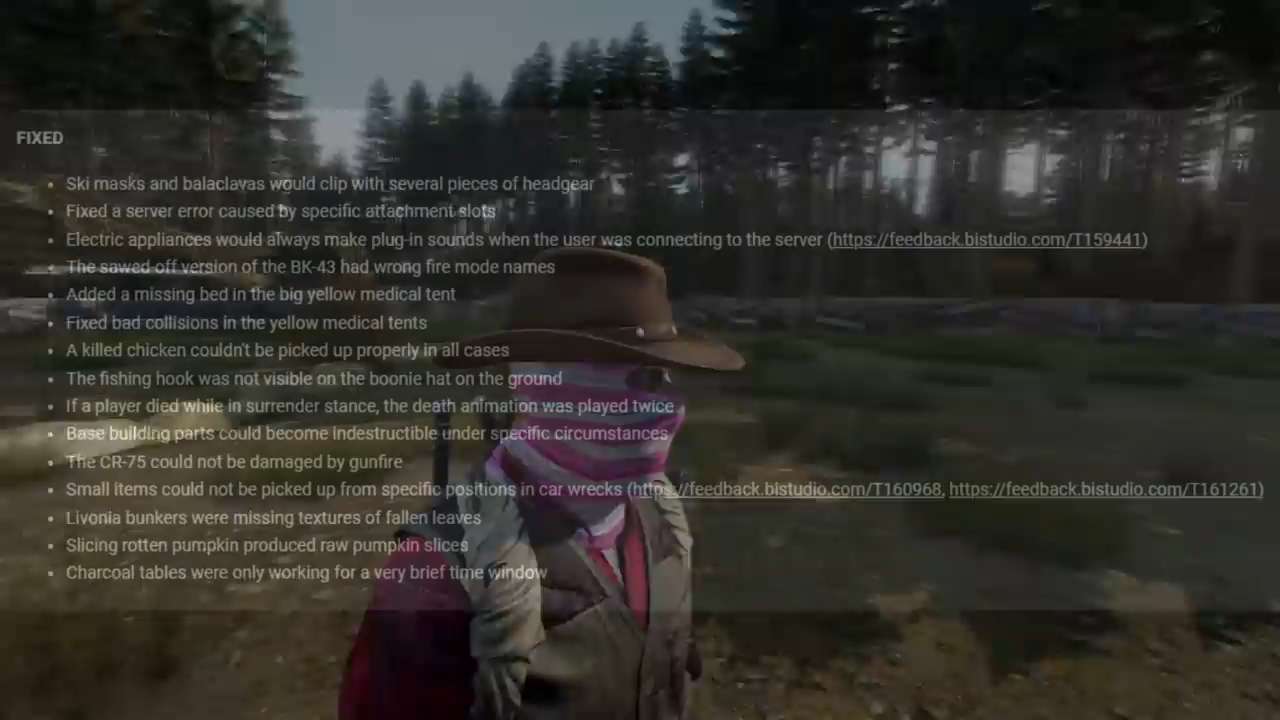 FIXED
Ski masks and balaclavas would clip with several pieces of headgear
Fixed a server error caused by specific attachment slots
Electric appliances would always make plug-in sounds when the user was connecting to the server (https://feedback.bistudio.com/T159441)
The sawed-off version of the BK-43 had wrong fire mode names
Added a missing bed in the big yellow medical tent
Fixed bad collisions in the yellow medical tents
A killed chicken couldn't be picked up properly in all cases
The fishing hook was not visible on the boonie hat on the ground
If a player died while in surrender stance, the death animation was played twice
Base building parts could become indestructible under specific circumstances
The CR-75 could not be damaged by gunfire
Small items could not be picked up from specific positions in car wrecks (https://feedback.bistudio.com/T160968, https://feedback.bistudio.com/T161261)
Livonia bunkers were missing textures of fallen leaves
Slicing rotten pumpkin produced raw pumpkin slices
Charcoal tables were only working for a very brief time window